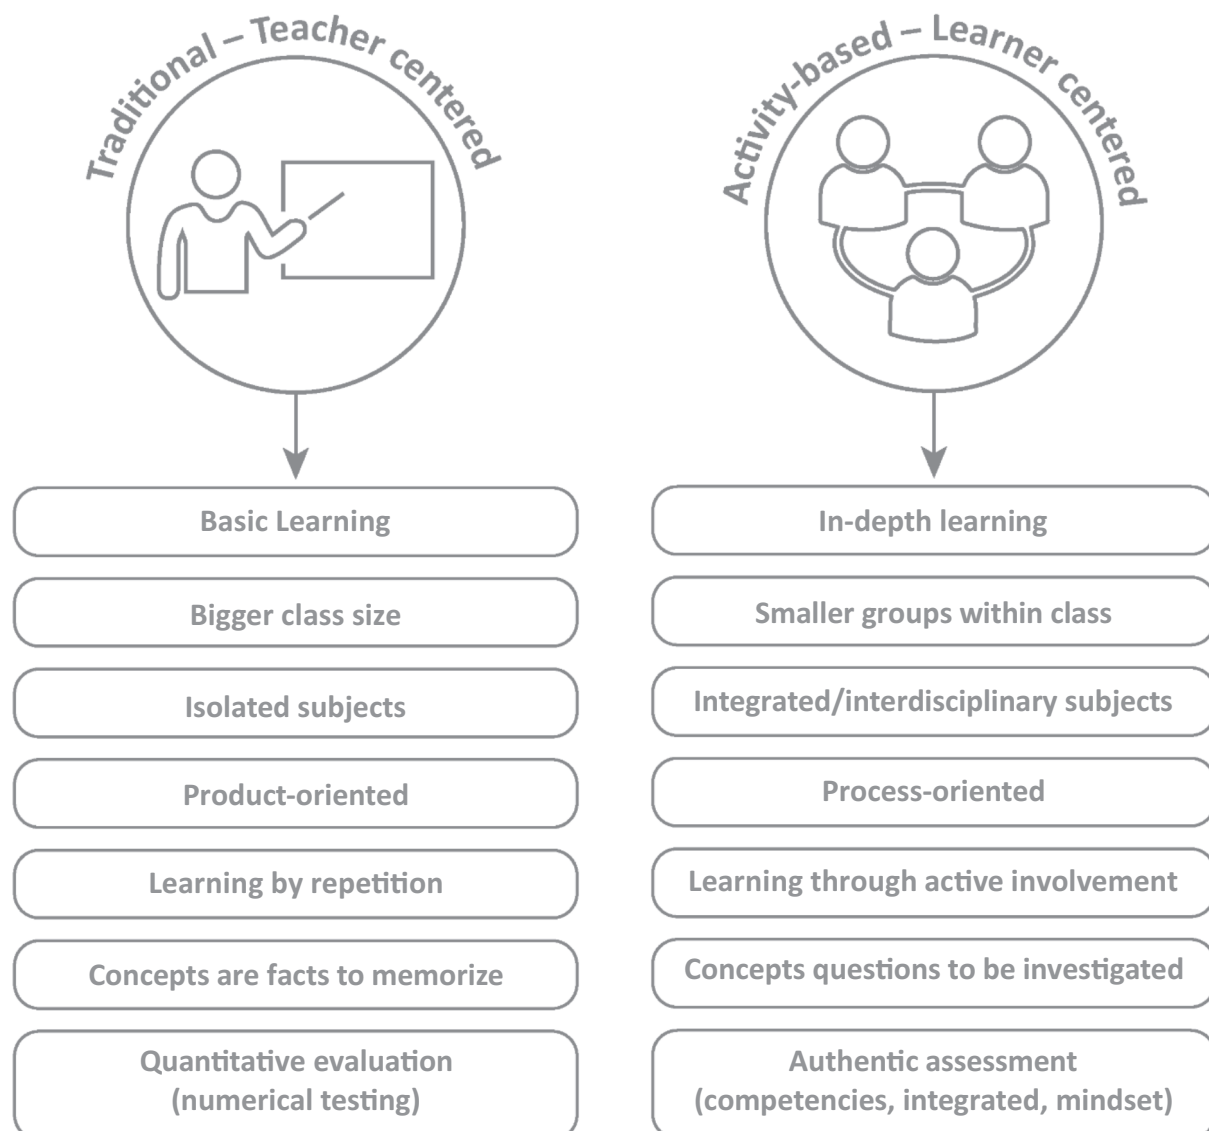 Traditional – Teacher centered
Basic Learning
Bigger class size
Isolated subjects
Product-oriented
Learning by repetition
Concepts are facts to memorize
Quantitative evaluation
(numerical testing)
Activity-based – Learner centered
In-depth learning
Smaller groups within class
Integrated/interdisciplinary subjects
Process-oriented
Learning through active involvement
Concepts questions to be investigated
Authentic assessment
(competencies, integrated, mindset)